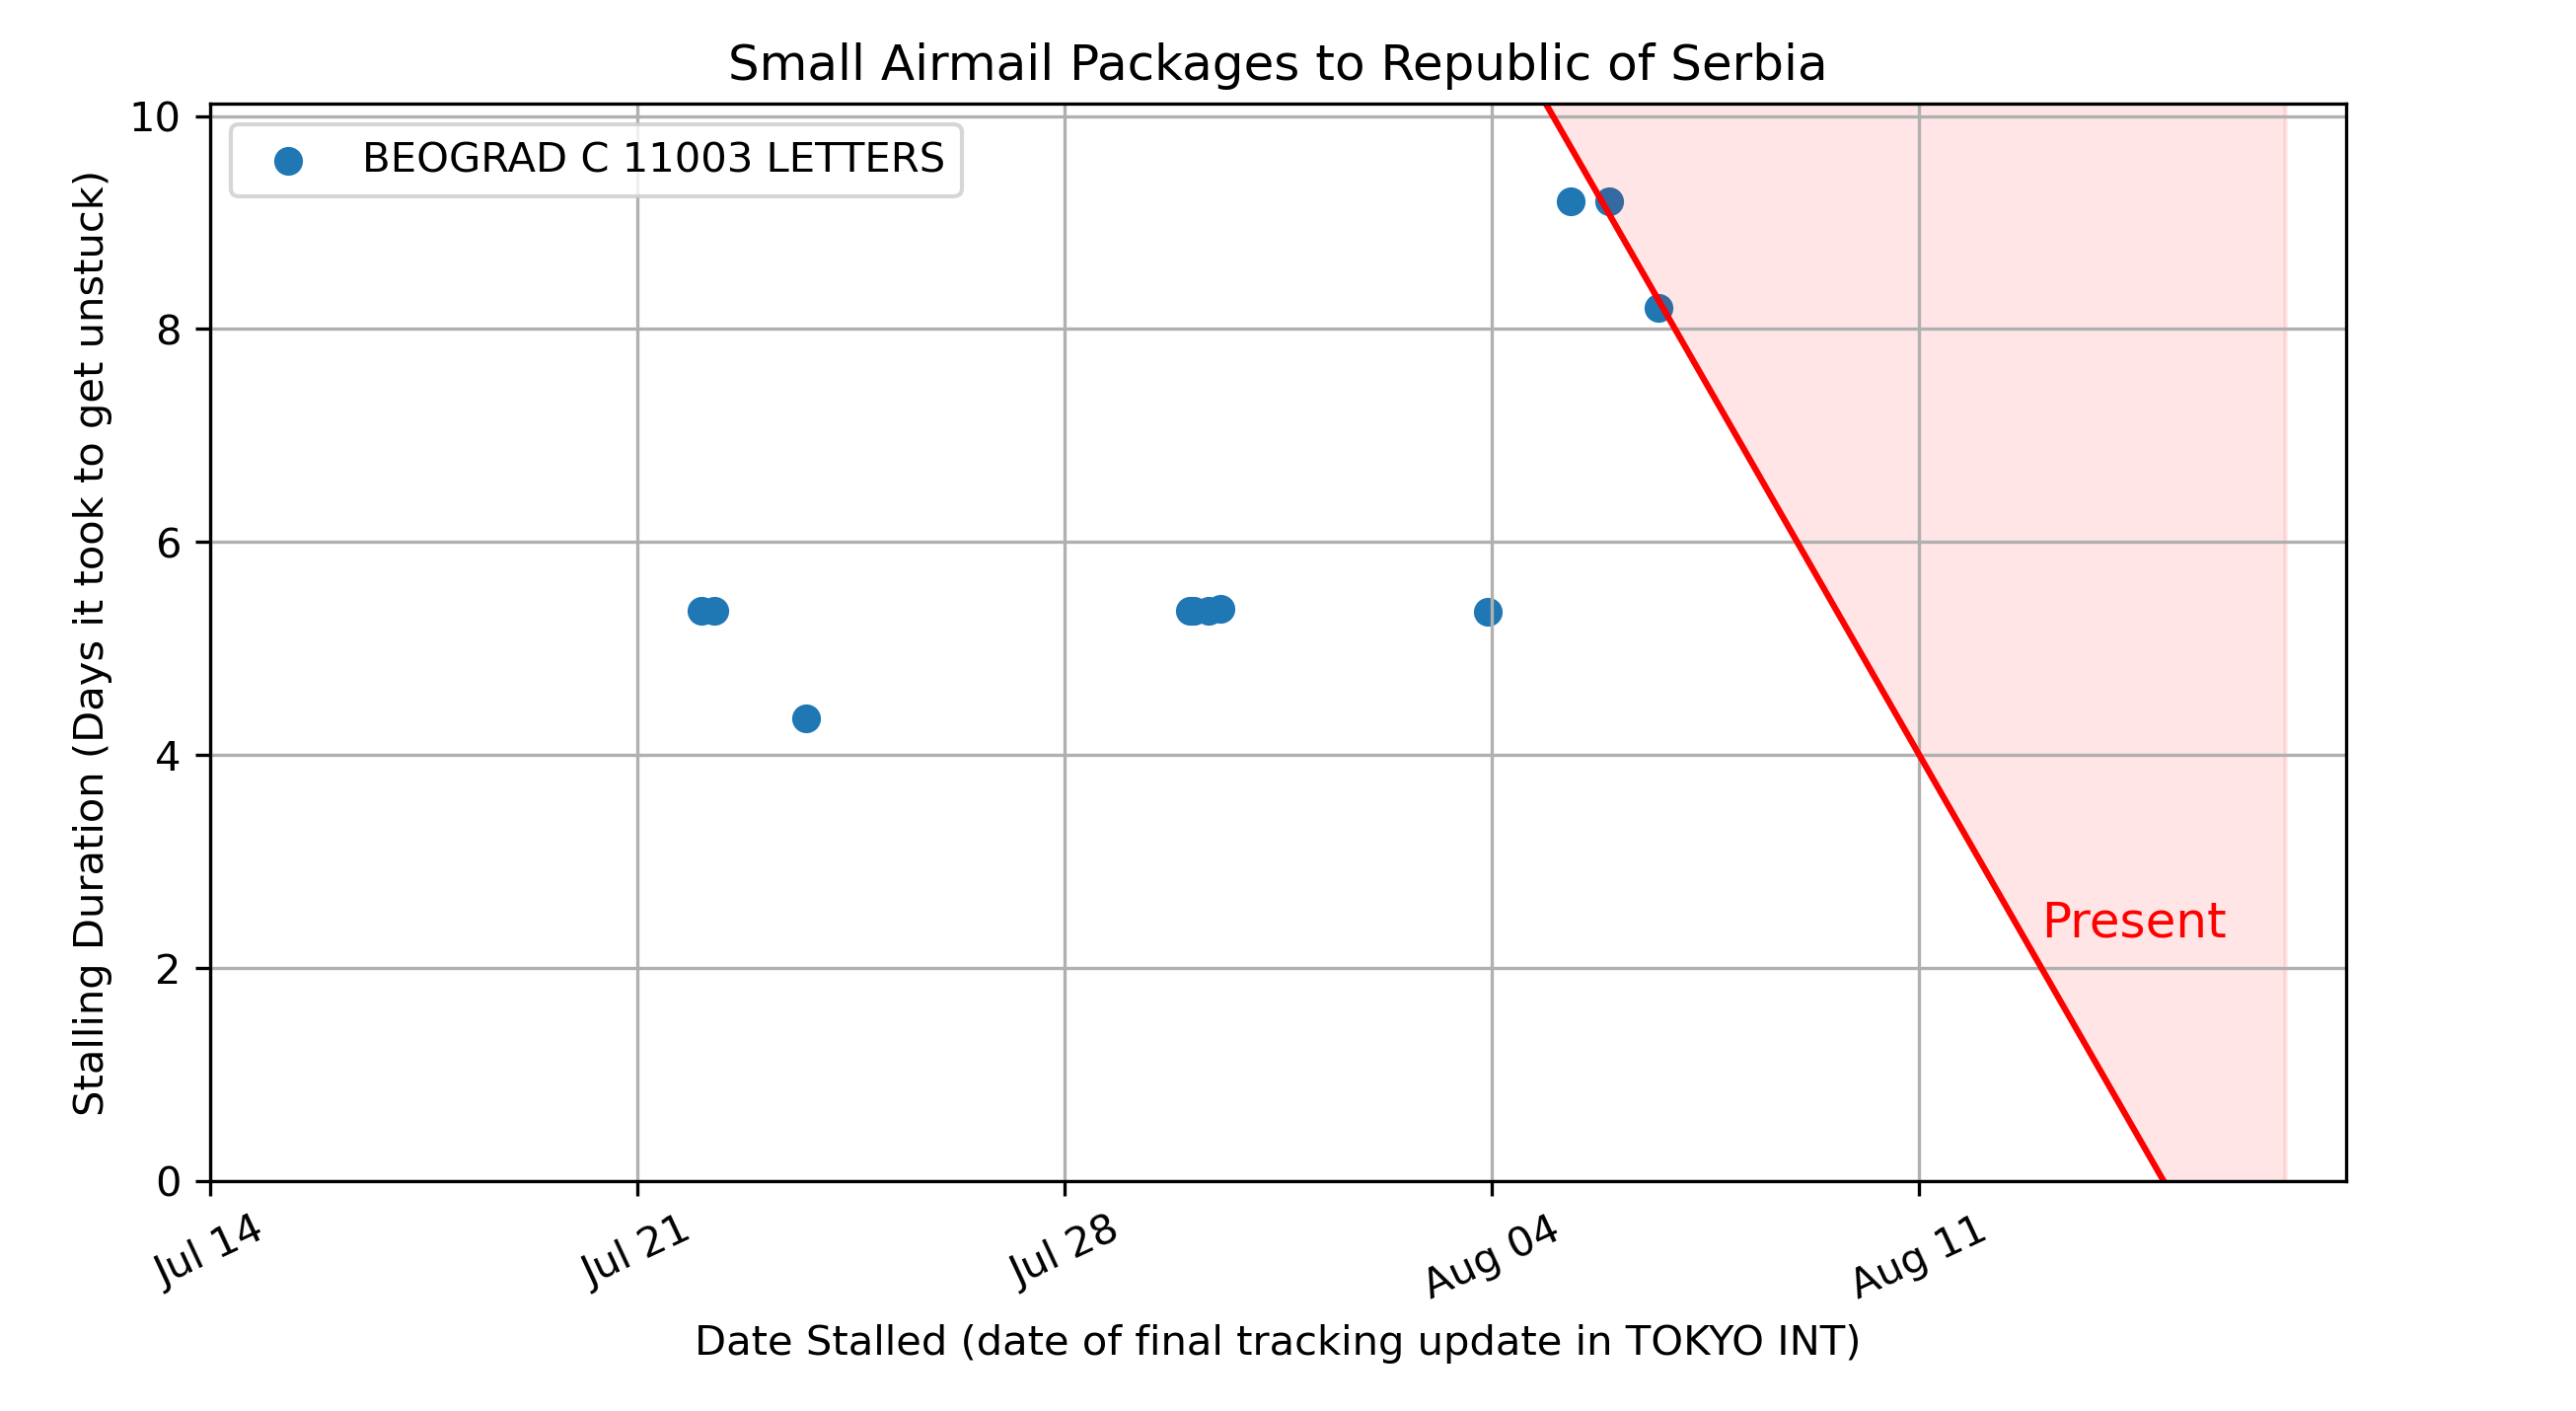 Small Airmail Packages to Republic of Serbia
BEOGRAD C 11003 LETTERS
Stalling Duration (Days it took to get unstuck)
10
8
6
4
2
0
Present
Jul 14
Jul 21
Jul 28
Aug 04
Aug 11
Date Stalled (date of final tracking update in TOKYO INT)